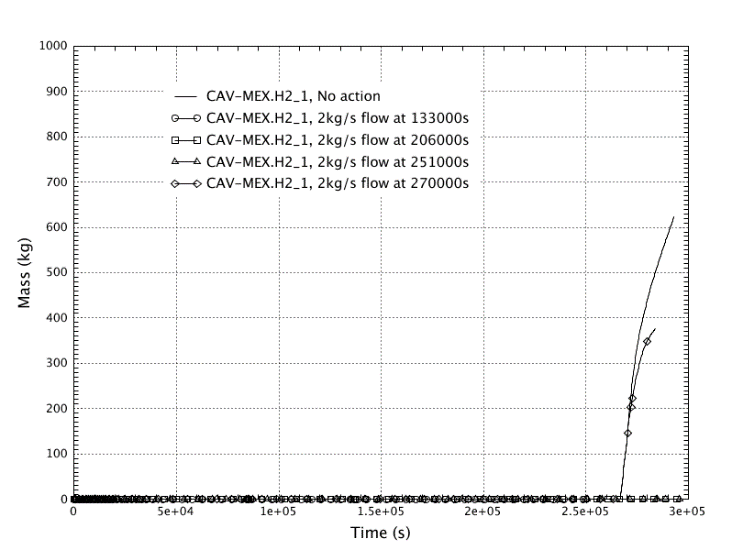 1000
900
800
700
600
500
400
300
200
100
0
Mass (kg)
CAV-MEX.H2_1, No action
CAV-MEX.H2_1, 2kg/s flow at 133000s
CAV-MEX.H2_1, 2kg/s flow at 206000s
CAV-MEX.H2_1, 2kg/s flow at 251000s
CAV-MEX.H2_1, 2kg/s flow at 270000s
0 5e+04 1e+05 1.5e+05 2e+05 2.5e+05 3e+05
Time (s)